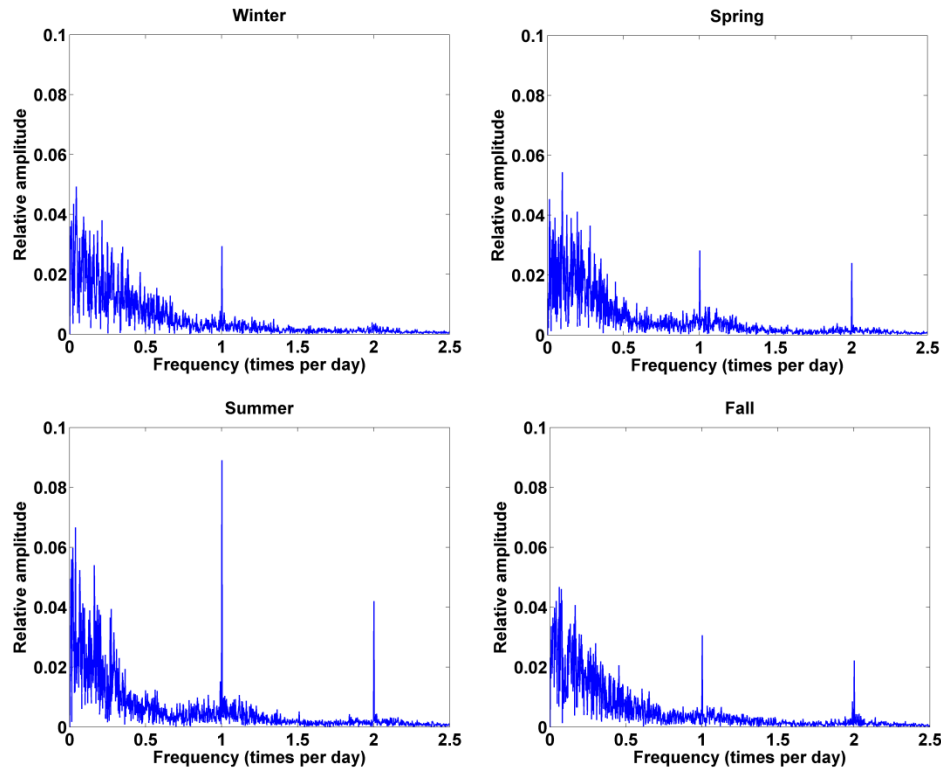 Winter
0.1
0.08
0.06
0.04
0.02
0
Relative amplitude
0 0.5 1 1.5 2 2.5
Frequency (times per day)
Spring
0.1
0.08
0.06
0.04
0.02
0
Relative amplitude
0 0.5 1 1.5 2 2.5
Frequency (times per day)
Summer
0.1
0.08
0.06
0.04
0.02
0
Relative amplitude
0 0.5 1 1.5 2 2.5
Frequency (times per day)
Fall
0.1
0.08
0.06
0.04
0.02
0
Relative amplitude
0 0.5 1 1.5 2 2.5
Frequency (times per day)